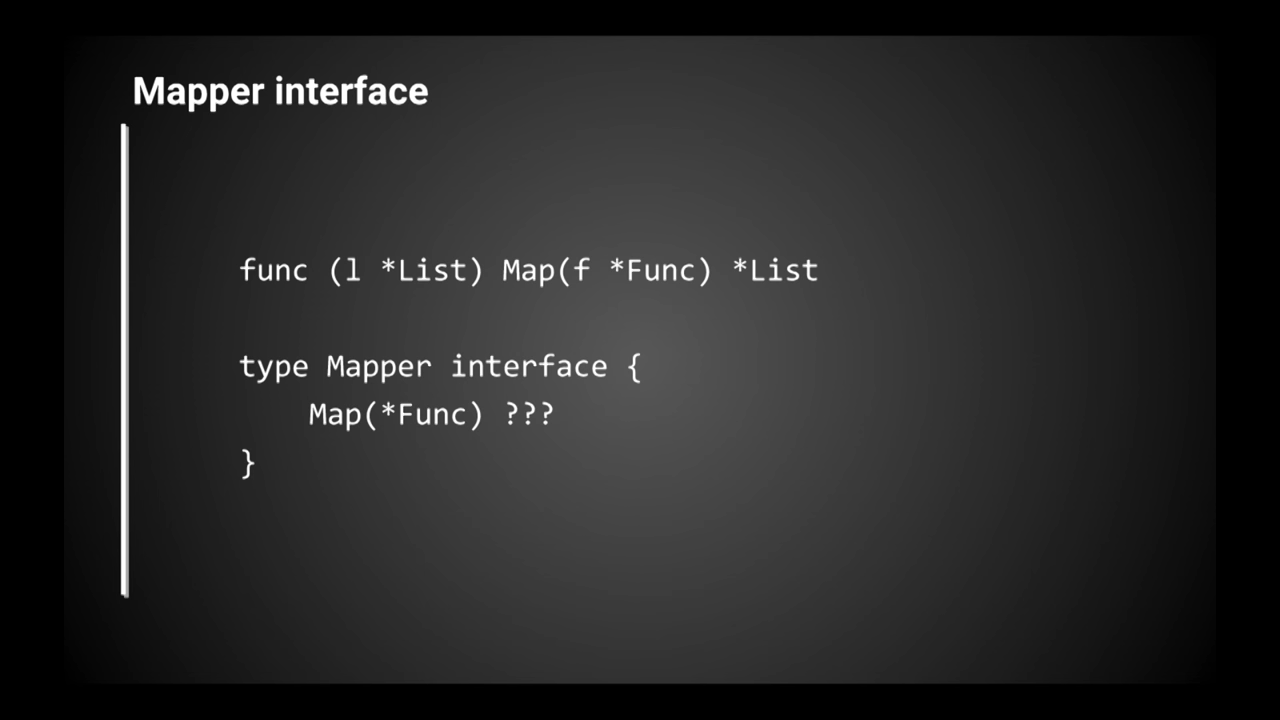 Mapper interface
func (l *List) Map(f *Func) *List
type Mapper interface {
Map(*Func) ???
}